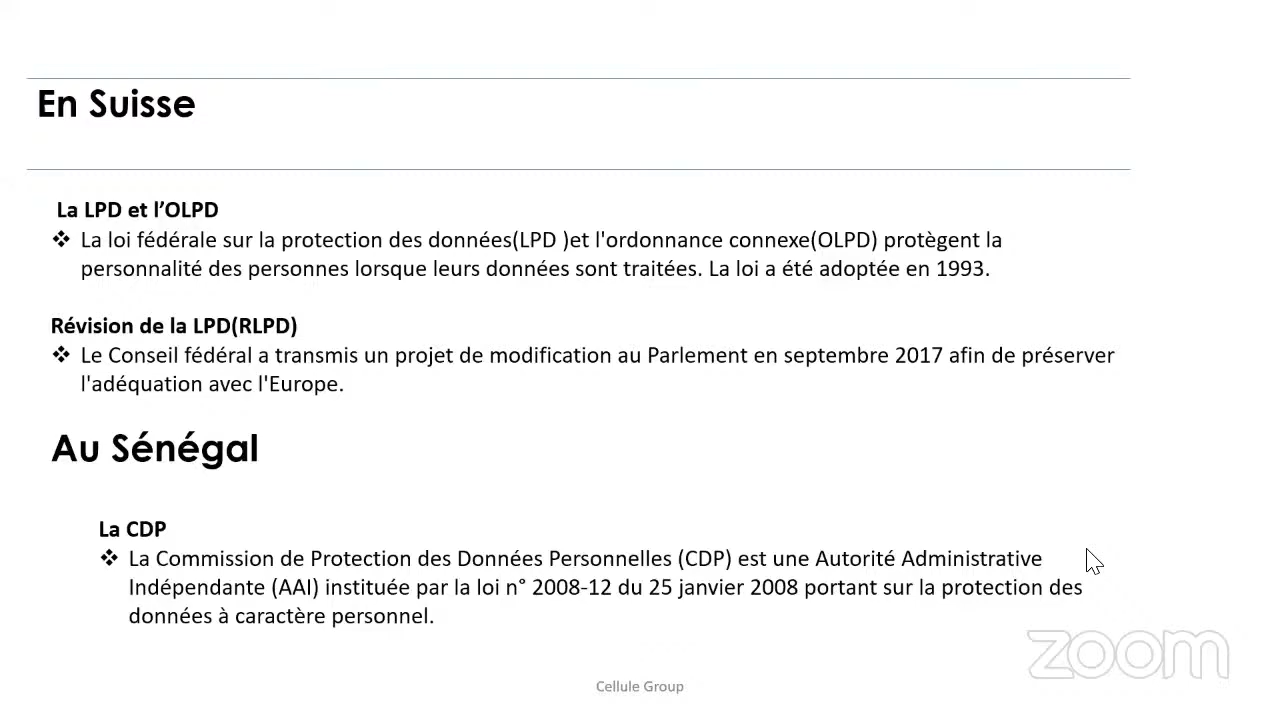 En Suisse
La LPD et l’OLPD
❖ La loi fédérale sur la protection des données(LPD )et l'ordonnance connexe(OLPD) protègent la
personnalité des personnes lorsque leurs données sont traitées. La loi a été adoptée en 1993.
Révision de la LPD(RLPD)
❖ Le Conseil fédéral a transmis un projet de modification au Parlement en septembre 2017 afin de préserver
l'adéquation avec l'Europe.
Au Sénégal
La CDP
❖ La Commission de Protection des Données Personnelles (CDP) est une Autorité Administrative
Indépendante (AAI) instituée par la loi n° 2008-12 du 25 janvier 2008 portant sur la protection des
données à caractère personnel.
zoom
Cellule Group